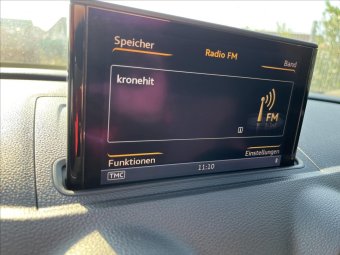 Speicher
Radio FM
Band
kronehit
FM
Funktionen
Einstellungen
TMC
11:10